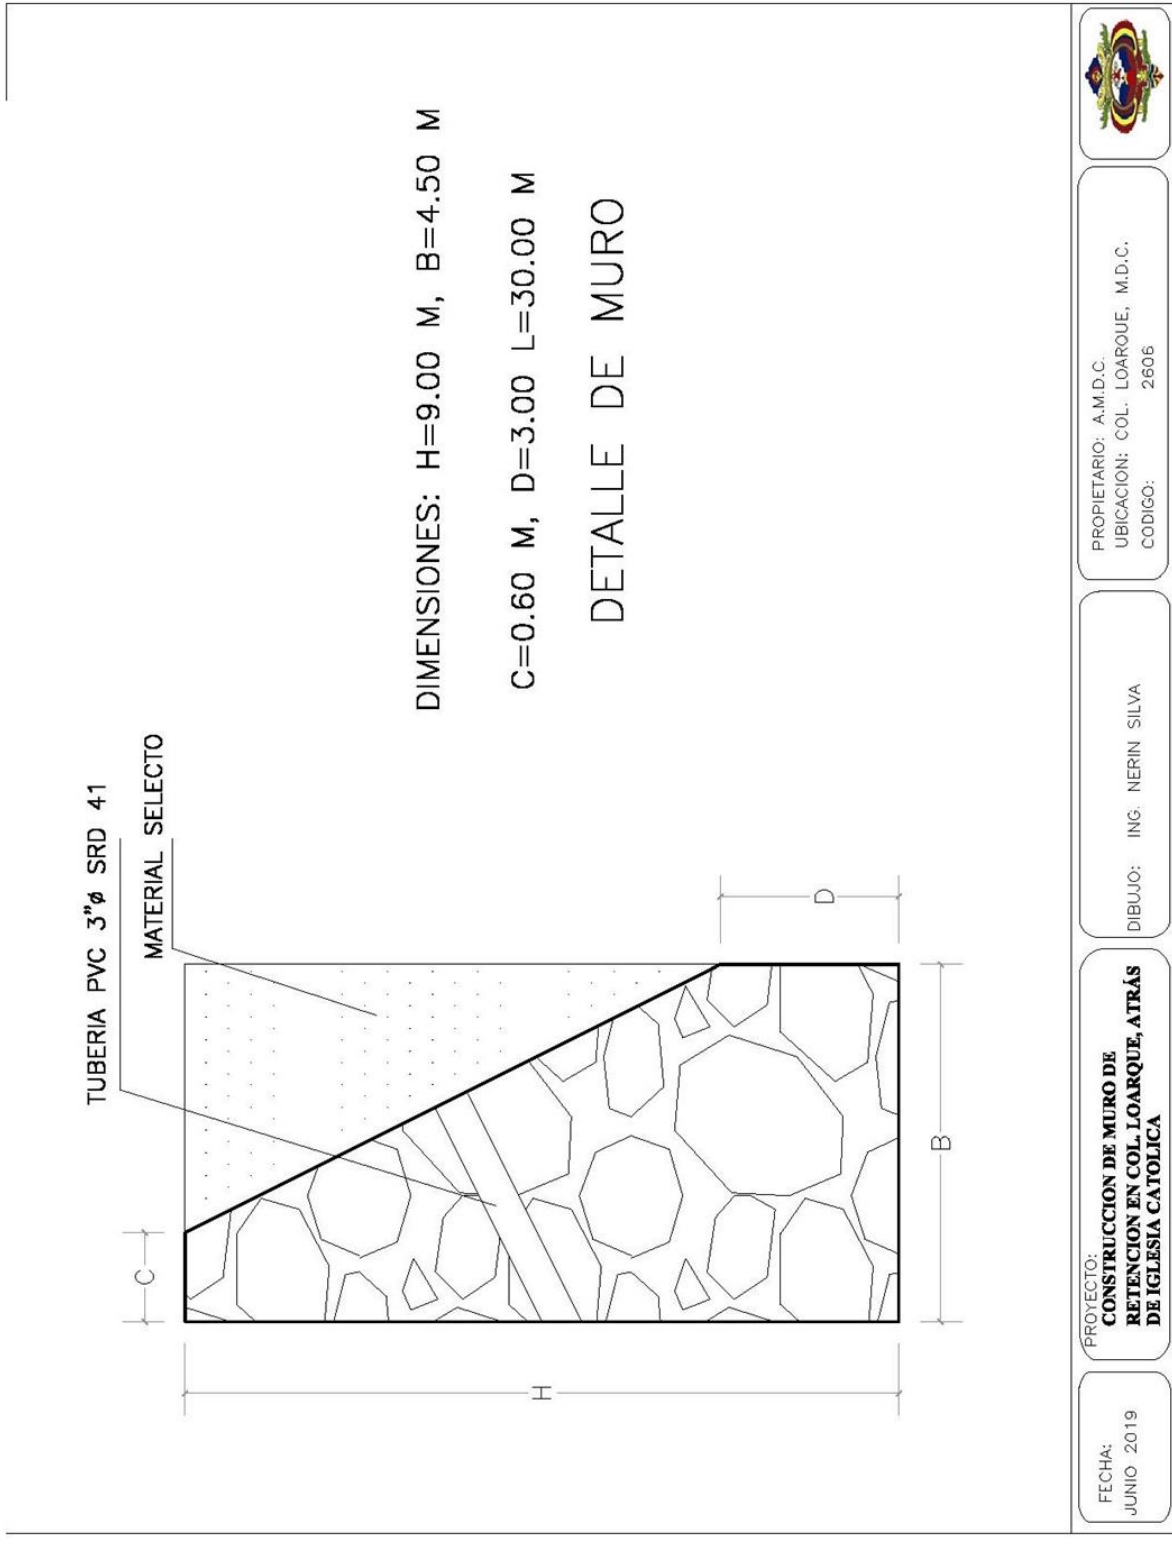 TUBERIA PVC 3"ø SRD 41
MATERIAL SELECTO
C
H
D
B
DIMENSIONES: H=9.00 M, B=4.50 M
C=0.60 M, D=3.00 L=30.00 M
DETALLE DE MURO
FECHA:
JUNIO 2019
PROYECTO:
CONSTRUCCION DE MURO DE
RETENCION EN COL. LOARQUE, ATRÁS
DE IGLESIA CATOLICA
DIBUJO: ING. NERIN SILVA
PROPIETARIO: A.M.D.C.
UBICACION: COL. LOARQUE, M.D.C.
CODIGO: 2606